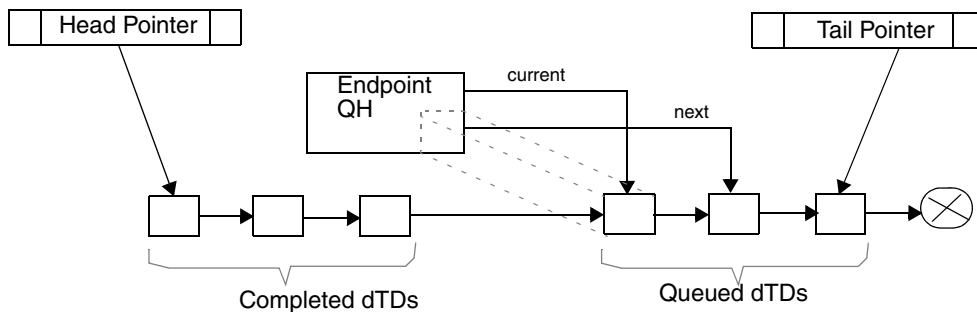 Head Pointer
Tail Pointer
Endpoint
QH
current
next
Completed dTDs
Queued dTDs